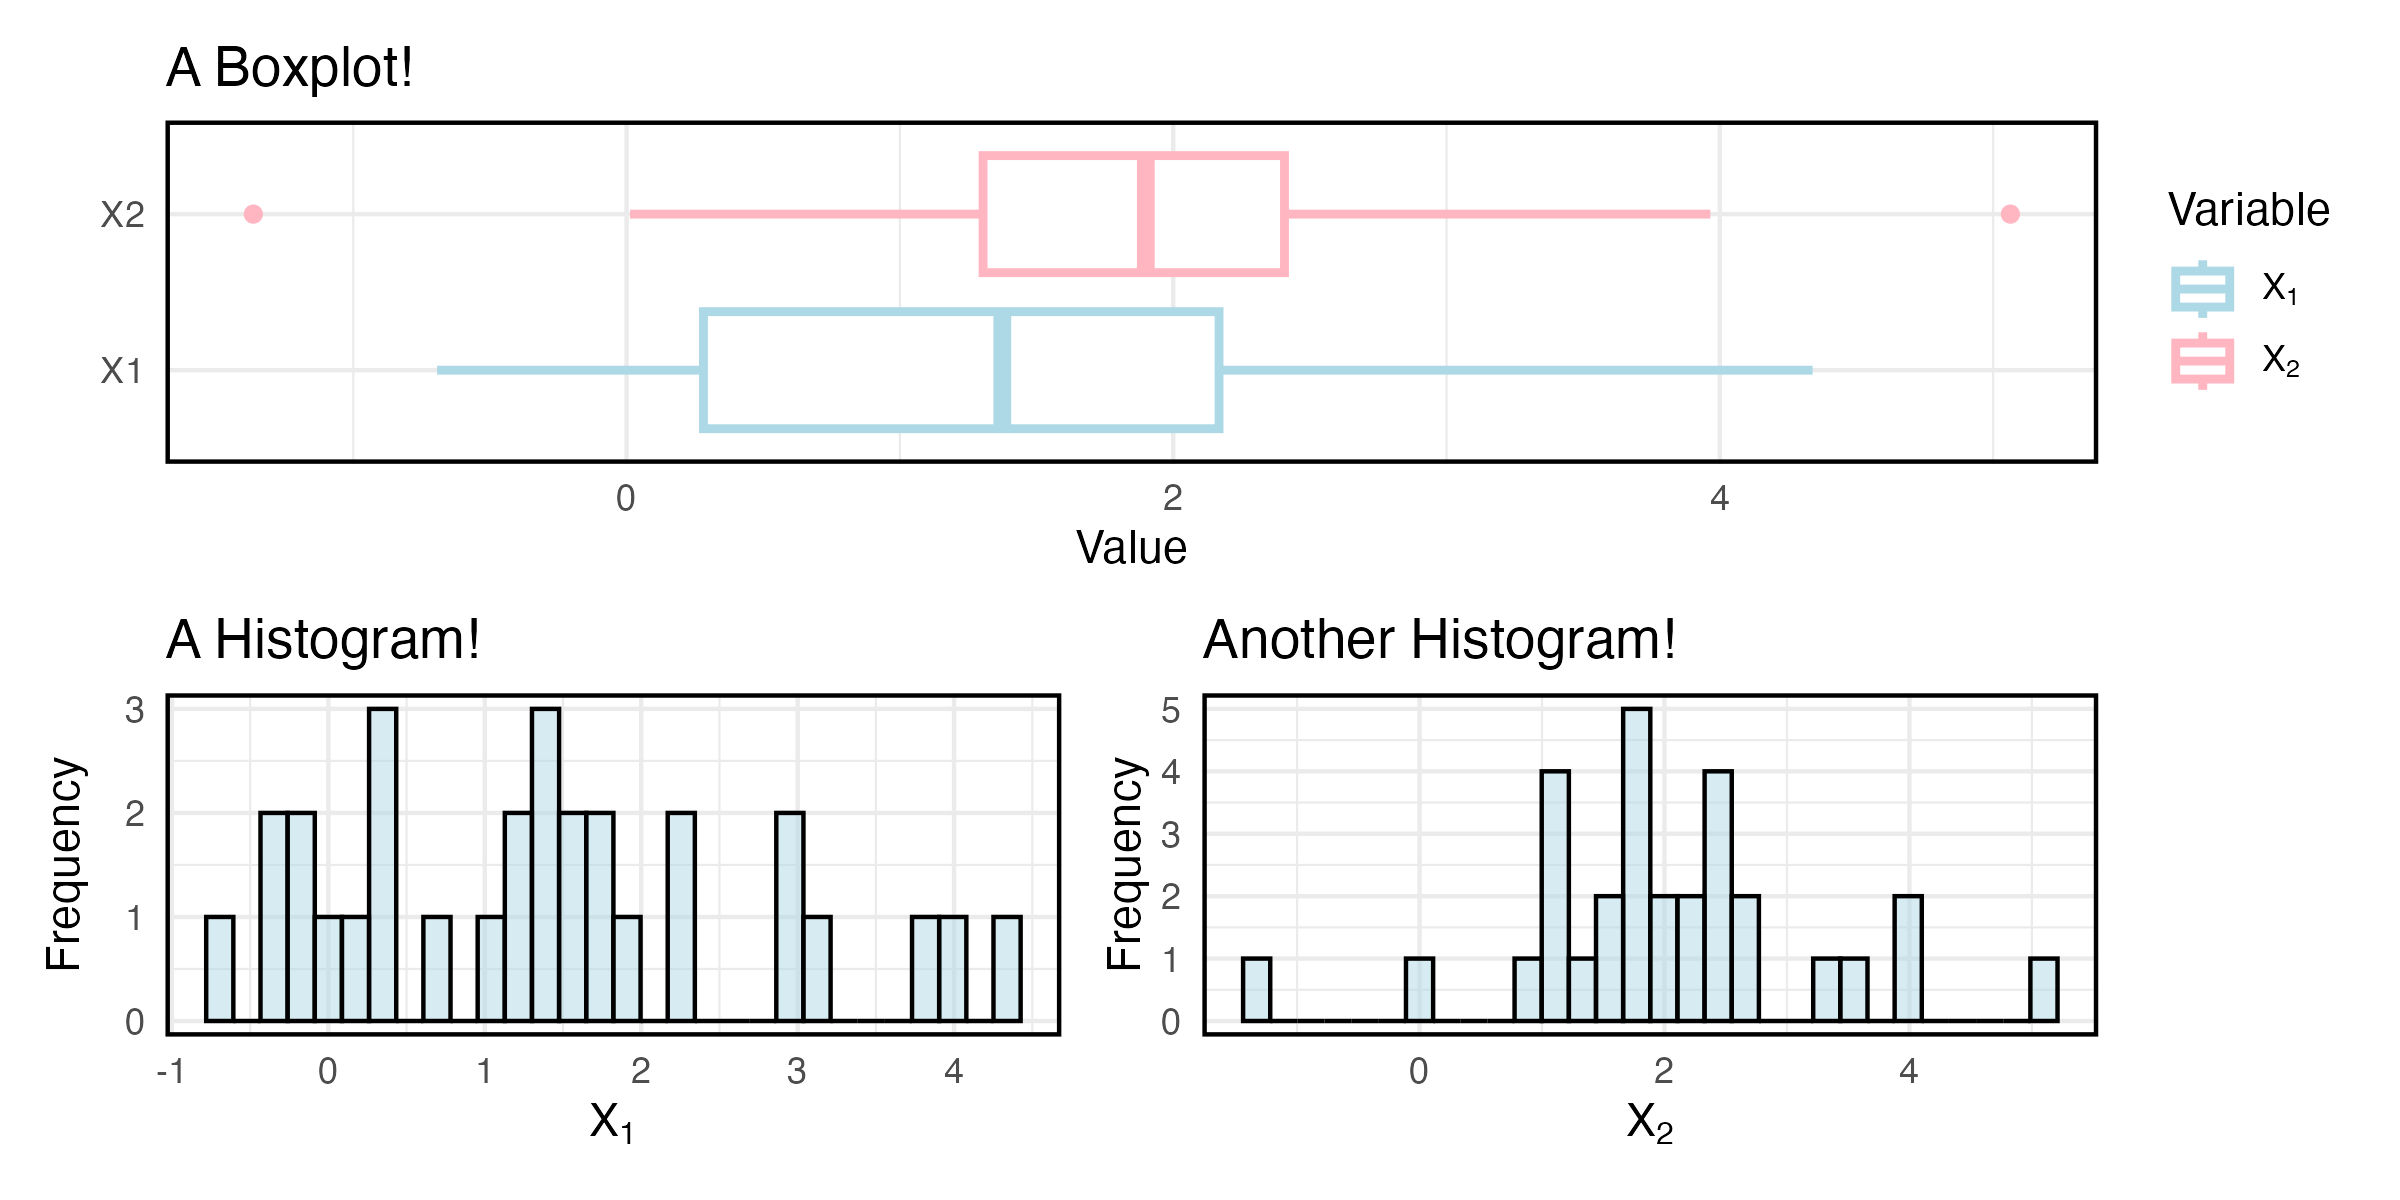 A Boxplot!
X2
X1
0 2 4
Value
Variable
X₁
X₂
A Histogram!
3
2
1
0
Frequency
-1 0 1 2 3 4
X₁
Another Histogram!
5
4
3
2
1
0
Frequency
0 2 4
X₂